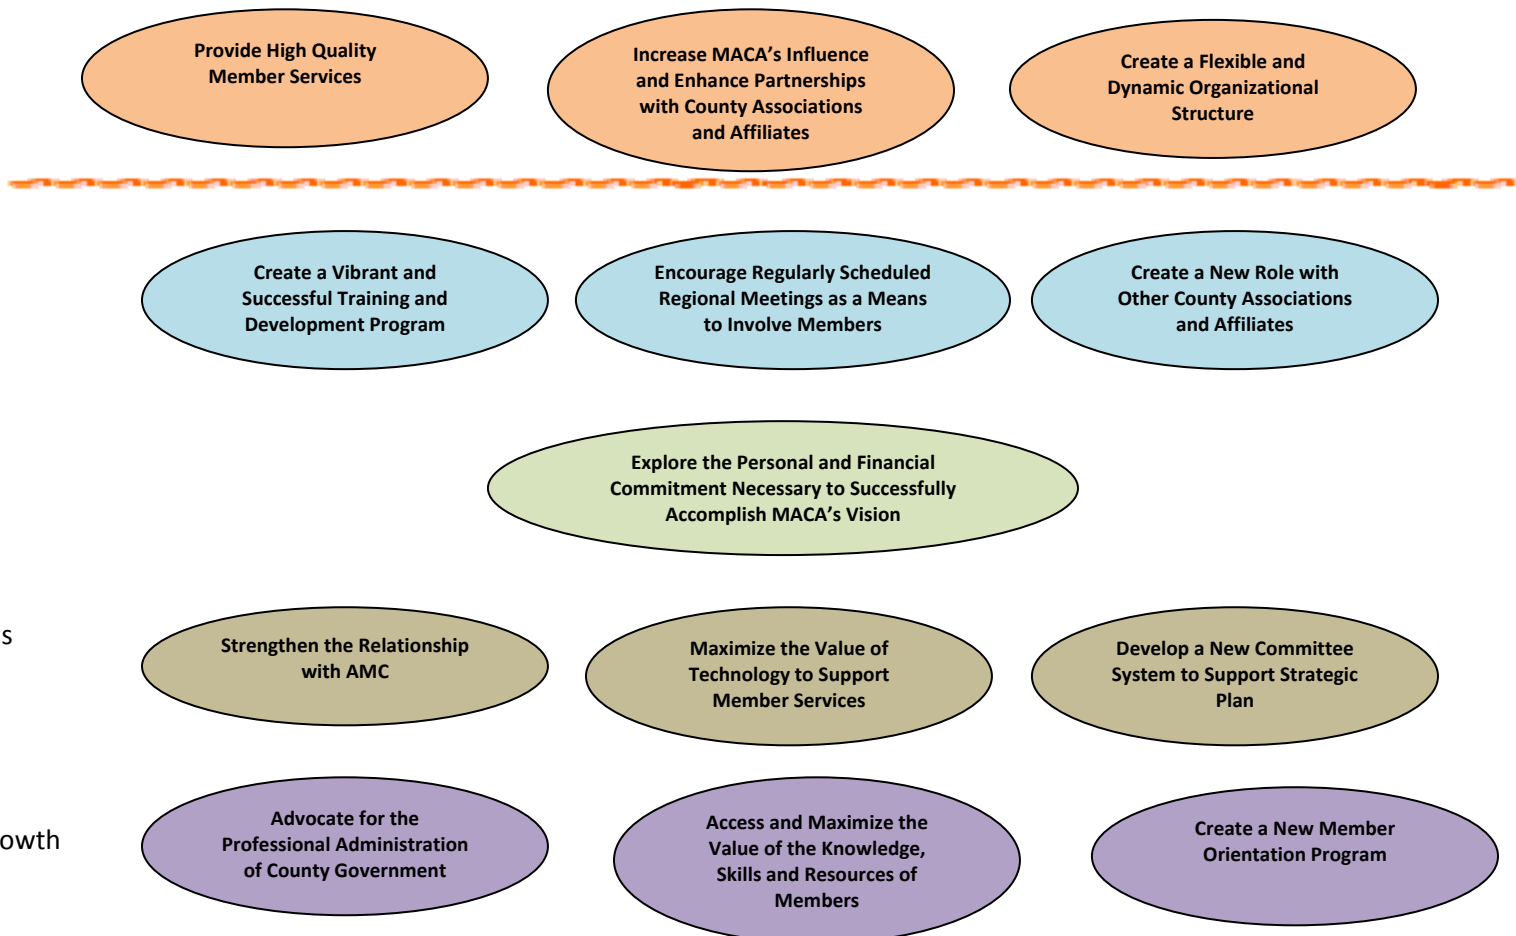 Provide High Quality
Member Services
Increase MACA’s Influence
and Enhance Partnerships
with County Associations
and Affiliates
Create a Flexible and
Dynamic Organizational
Structure
Create a Vibrant and
Successful Training and
Development Program
Encourage Regularly Scheduled
Regional Meetings as a Means
to Involve Members
Create a New Role with
Other County Associations
and Affiliates
Explore the Personal and Financial
Commitment Necessary to Successfully
Accomplish MACA’s Vision
s
Strengthen the Relationship
with AMC
Maximize the Value of
Technology to Support
Member Services
Develop a New Committee
System to Support Strategic
Plan
owth
Advocate for the
Professional Administration
of County Government
Access and Maximize the
Value of the Knowledge,
Skills and Resources of
Members
Create a New Member
Orientation Program